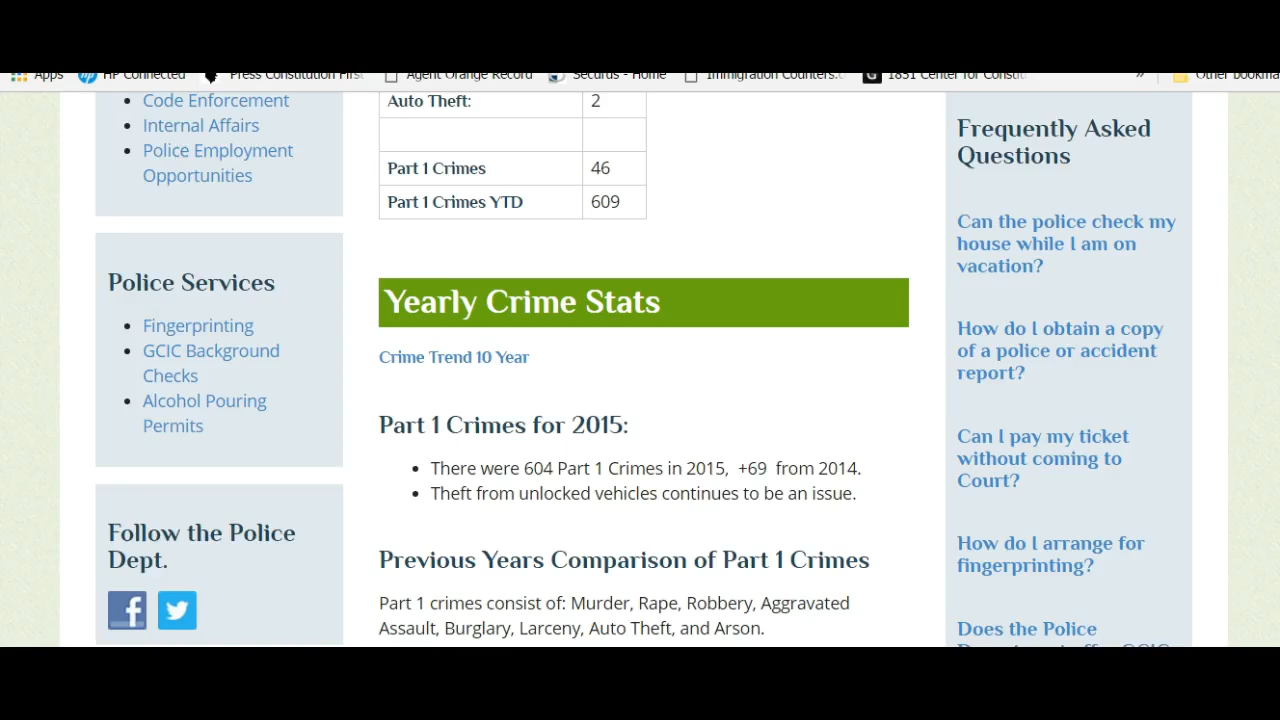 Apps HP Connected Press Constitution First Agent Orange Record Securus - Home Immigration Counters.c 1851 Center for Constit » Other bookma
Code Enforcement
Internal Affairs
Police Employment
Opportunities
Police Services
Fingerprinting
GCIC Background
Checks
Alcohol Pouring
Permits
Follow the Police
Dept.
Auto Theft: 2
Part 1 Crimes 46
Part 1 Crimes YTD 609
Yearly Crime Stats
Crime Trend 10 Year
Part 1 Crimes for 2015:
There were 604 Part 1 Crimes in 2015, +69 from 2014.
Theft from unlocked vehicles continues to be an issue.
Previous Years Comparison of Part 1 Crimes
Part 1 crimes consist of: Murder, Rape, Robbery, Aggravated
Assault, Burglary, Larceny, Auto Theft, and Arson.
Frequently Asked
Questions
Can the police check my
house while I am on
vacation?
How do I obtain a copy
of a police or accident
report?
Can I pay my ticket
without coming to
Court?
How do I arrange for
fingerprinting?
Does the Police